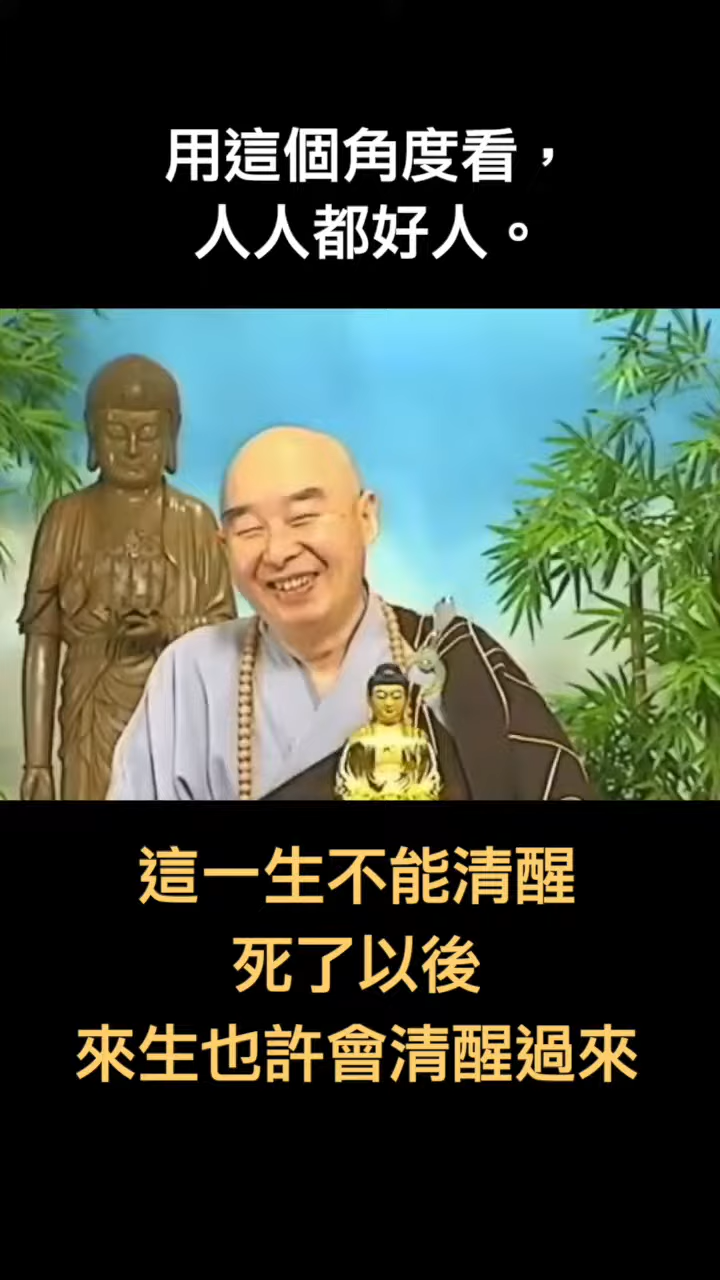 用這個角度看，
人人都好人。
這一生不能清醒
死了以後
來生也許會清醒過來